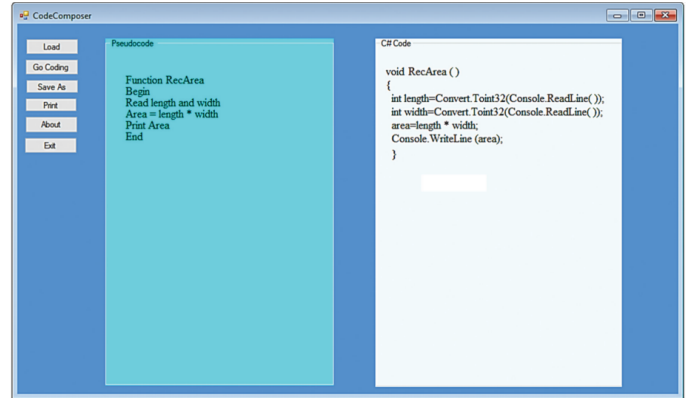 CodeComposer
Load
Go Coding
Save As
Print
About
Exit
Pseudocode
Function RecArea
Begin
Read length and width
Area = length * width
Print Area
End
C# Code
void RecArea ( )
{
int length=Convert.Toint32(Console.ReadLine( ));
int width=Convert.Toint32(Console.ReadLine( ));
area=length * width;
Console.WriteLine (area);
}